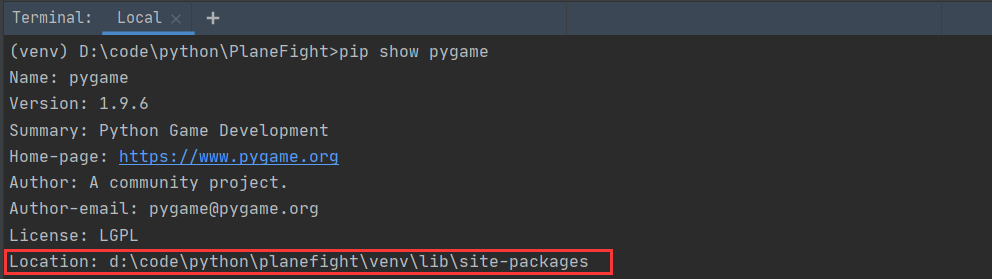 Terminal: Local × +
(venv) D:\code\python\PlaneFight>pip show pygame
Name: pygame
Version: 1.9.6
Summary: Python Game Development
Home-page: https://www.pygame.org
Author: A community project.
Author-email: pygame@pygame.org
License: LGPL
Location: d:\code\python\planefight\venv\lib\site-packages